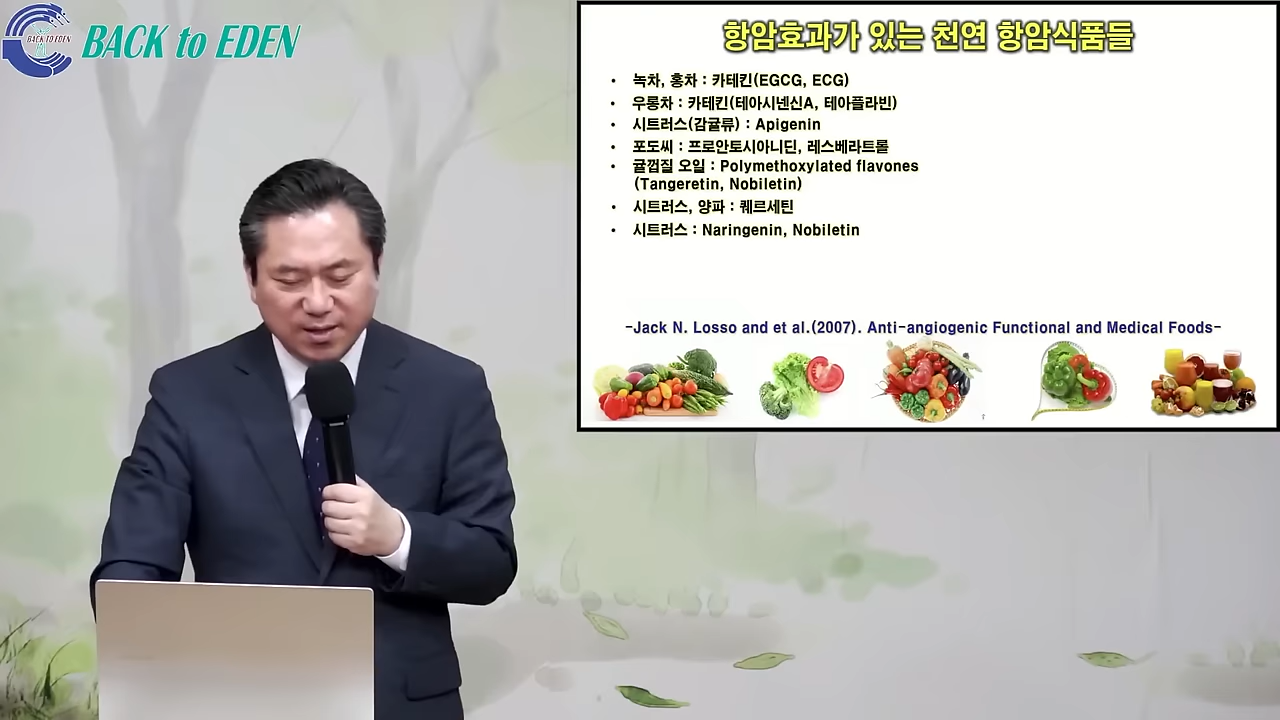 BACK TO EDEN
BACK to EDEN
항암효과가 있는 천연 항암식품들
• 녹차, 홍차 : 카테킨(EGCG, ECG)
• 우롱차 : 카테킨(테아시넨신A, 테아플라빈)
• 시트러스(감귤류) : Apigenin
• 포도씨 : 프로안토시아니딘, 레스베라트롤
• 귤껍질 오일 : Polymethoxylated flavones
(Tangeretin, Nobiletin)
• 시트러스, 양파 : 퀘르세틴
• 시트러스 : Naringenin, Nobiletin
-Jack N. Losso and et al.(2007). Anti-angiogenic Functional and Medical Foods-